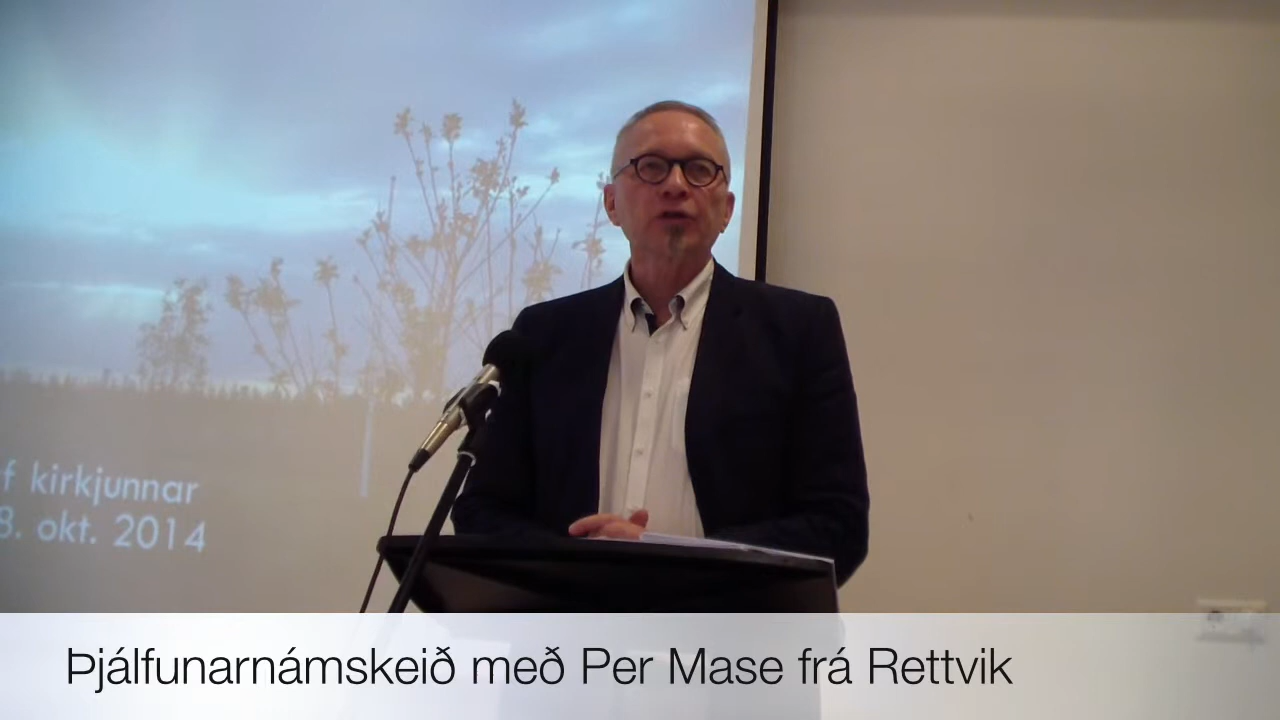 kirkjunnar
8. okt. 2014
Þjálfunarnámskeið með Per Mase frá Rettvik